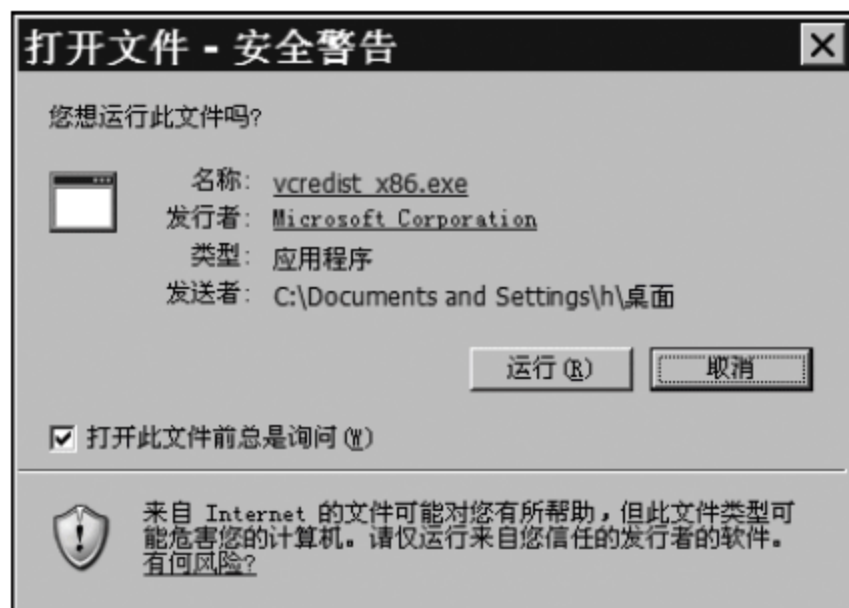 打开文件 - 安全警告
您想运行此文件吗?
名称: vcredist_x86.exe
发行者: Microsoft Corporation
类型: 应用程序
发送者: C:\Documents and Settings\h\桌面
运行(R) 取消
打开此文件前总是询问(W)
来自 Internet 的文件可能对您有所帮助,但此文件类型可
能危害您的计算机。请仅运行来自您信任的发行者的软件。
有何风险?